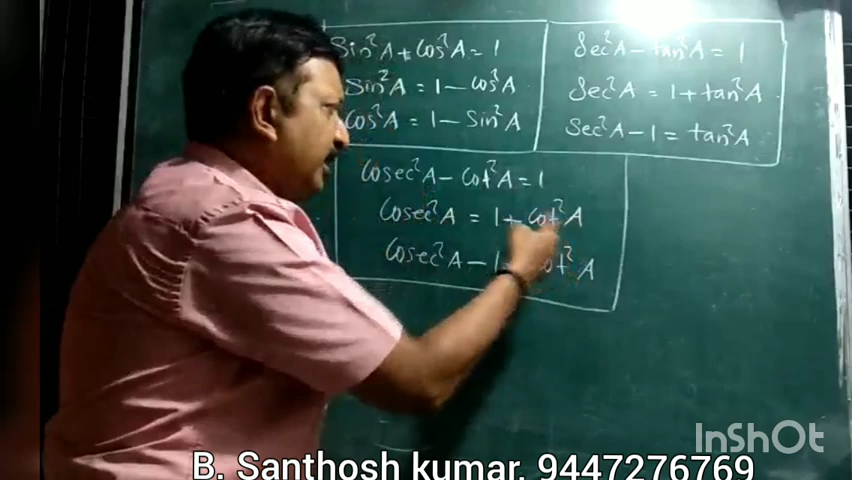 Sin²A + Cos²A = 1
Sin²A = 1 - Cos²A
Cos²A = 1 - Sin²A
Sec²A - tan²A = 1
Sec²A = 1 + tan²A
Sec²A - 1 = tan²A
Cosec²A - Cot²A = 1
Cosec²A = 1 + Cot²A
Cosec²A - 1 = Cot²A
InShOt
B. Santhosh kumar. 9447276769